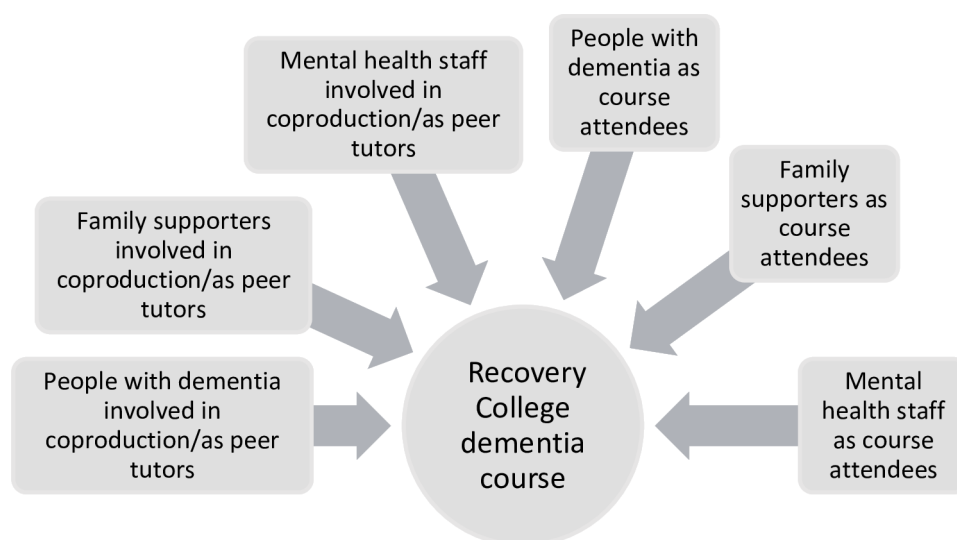 People with
dementia as
course
attendees
Mental health staff
involved in
coproduction/as peer
tutors
Family
supporters as
course
attendees
Family supporters
involved in
coproduction/as peer
tutors
People with dementia
involved in
coproduction/as peer
tutors
Recovery
College
dementia
course
Mental
health staff
as course
attendees